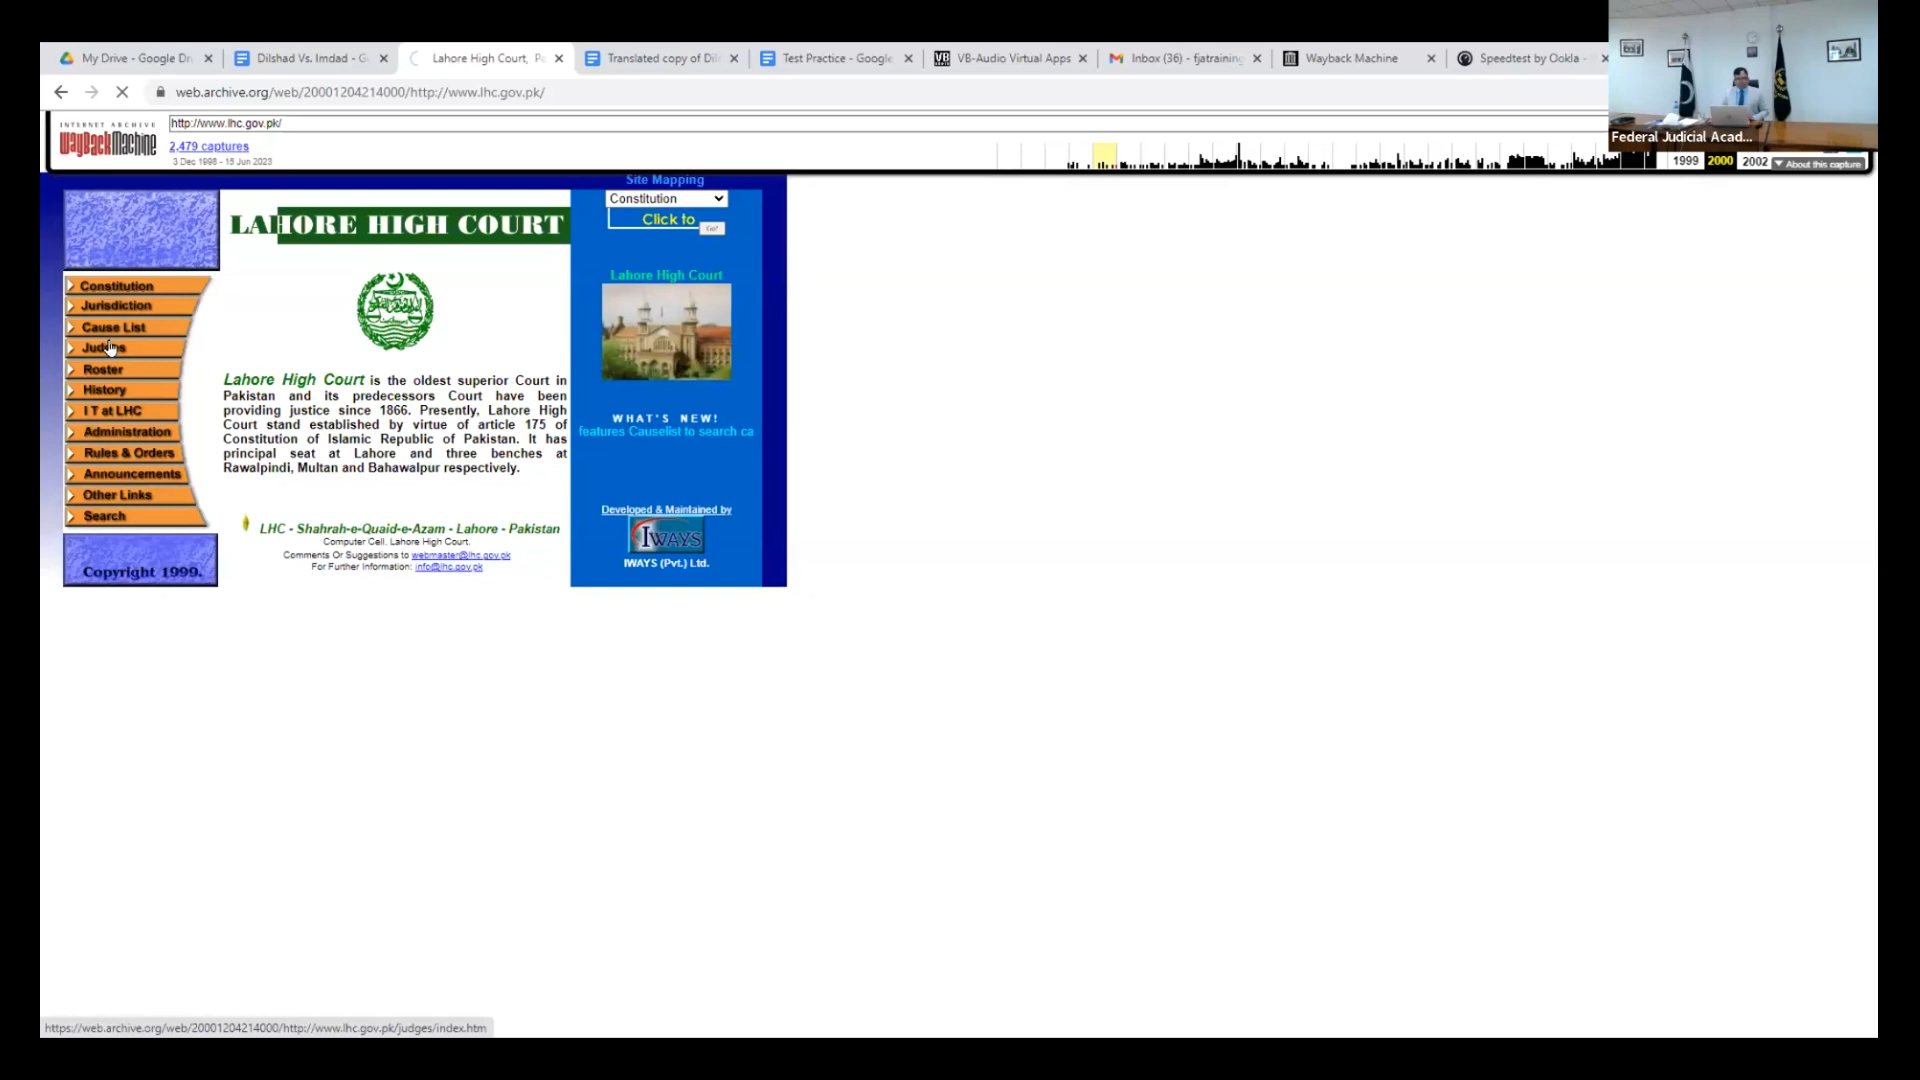 My Drive - Google Dr
Dilshad Vs. Imdad - G
Lahore High Court, P
Translated copy of Dil
Test Practice - Google
VB-Audio Virtual Apps
Inbox (36) - fjatraining
Wayback Machine
Speedtest by Ookla -
web.archive.org/web/20001204214000/http://www.lhc.gov.pk/
Federal Judicial Acad...
INTERNET ARCHIVE
WayBackMachine
http://www.lhc.gov.pk/
2,479 captures
3 Dec 1998 - 15 Jun 2023
1999 2000 2002
About this capture
Site Mapping
Constitution
Click to
Go!
LAHORE HIGH COURT
Lahore High Court
Constitution
Jurisdiction
Cause List
Judges
Roster
History
I T at LHC
Administration
Rules & Orders
Announcements
Other Links
Search
Copyright 1999.
Lahore High Court is the oldest superior Court in
Pakistan and its predecessors Court have been
providing justice since 1866. Presently, Lahore High
Court stand established by virtue of article 175 of
Constitution of Islamic Republic of Pakistan. It has
principal seat at Lahore and three benches at
Rawalpindi, Multan and Bahawalpur respectively.
LHC - Shahrah-e-Quaid-e-Azam - Lahore - Pakistan
Computer Cell, Lahore High Court.
Comments Or Suggestions to webmaster@lhc.gov.pk
For Further Information: info@lhc.gov.pk
WHAT'S NEW!
features Causelist to search ca
Developed & Maintained by
IWAYS
IWAYS (Pvt.) Ltd.
https://web.archive.org/web/20001204214000/http://www.lhc.gov.pk/judges/index.htm